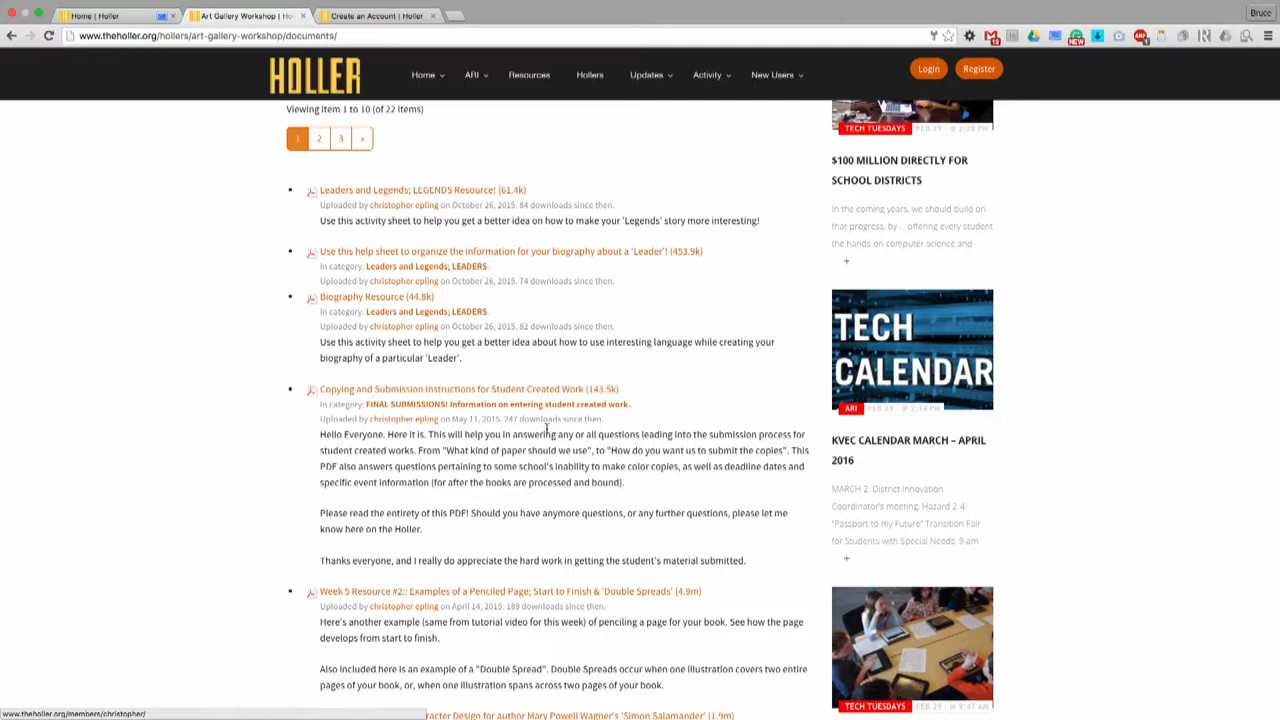 Home | Holler
Art Gallery Workshop | Ho
Create an Account | Holler
Bruce
www.theholler.org/hollers/art-gallery-workshop/documents/
HOLLER
Home
ARI
Resources
Hollers
Updates
Activity
New Users
Login
Register
Viewing item 1 to 10 (of 22 items)
1 2 3 »
Leaders and Legends; LEGENDS Resource! (61.4k)
Uploaded by christopher epling on October 26, 2015. 84 downloads since then.
Use this activity sheet to help you get a better idea on how to make your 'Legends' story more interesting!
Use this help sheet to organize the information for your biography about a 'Leader'! (453.9k)
In category: Leaders and Legends; LEADERS.
Uploaded by christopher epling on October 26, 2015. 74 downloads since then.
Biography Resource (44.8k)
In category: Leaders and Legends; LEADERS.
Uploaded by christopher epling on October 26, 2015. 82 downloads since then.
Use this activity sheet to help you get a better idea about how to use interesting language while creating your
biography of a particular 'Leader'.
Copying and Submission Instructions for Student Created Work (143.5k)
In category: FINAL SUBMISSIONS! Information on entering student created work.
Uploaded by christopher epling on May 11, 2015. 247 downloads since then.
Hello Everyone. Here it is. This will help you in answering any or all questions leading into the submission process for
student created works. From "What kind of paper should we use", to "How do you want us to submit the copies". This
PDF also answers questions pertaining to some school's inability to make color copies, as well as deadline dates and
specific event information (for after the books are processed and bound).
Please read the entirety of this PDF! Should you have anymore questions, or any further questions, please let me
know here on the Holler.
Thanks everyone, and I really do appreciate the hard work in getting the student's material submitted.
Week 5 Resource #2:: Examples of a Penciled Page; Start to Finish & 'Double Spreads' (4.9m)
Uploaded by christopher epling on April 14, 2015. 189 downloads since then.
Here's another example (same from tutorial video for this week) of penciling a page for your book. See how the page
develops from start to finish.
Also included here is an example of a "Double Spread". Double Spreads occur when one illustration covers two entire
pages of your book, or, when one illustration spans across two pages of your book.
racter Design for author Mary Powell Wagner's 'Simon Salamander' (1.9m)
www.theholler.org/members/christopher/
TECH TUESDAYS
FEB 29 @ 2:28 PM
$100 MILLION DIRECTLY FOR
SCHOOL DISTRICTS
In the coming years, we should build on
that progress, by ... offering every student
the hands on computer science and
+
TECH
CALENDAR
ARI
FEB 29 @ 2:14 PM
KVEC CALENDAR MARCH – APRIL
2016
MARCH 2: District Innovation
Coordinator's meeting, Hazard 2 4:
"Passport to my Future" Transition Fair
for Students with Special Needs, 9 am
+
TECH TUESDAYS
FEB 29 @ 9:47 AM